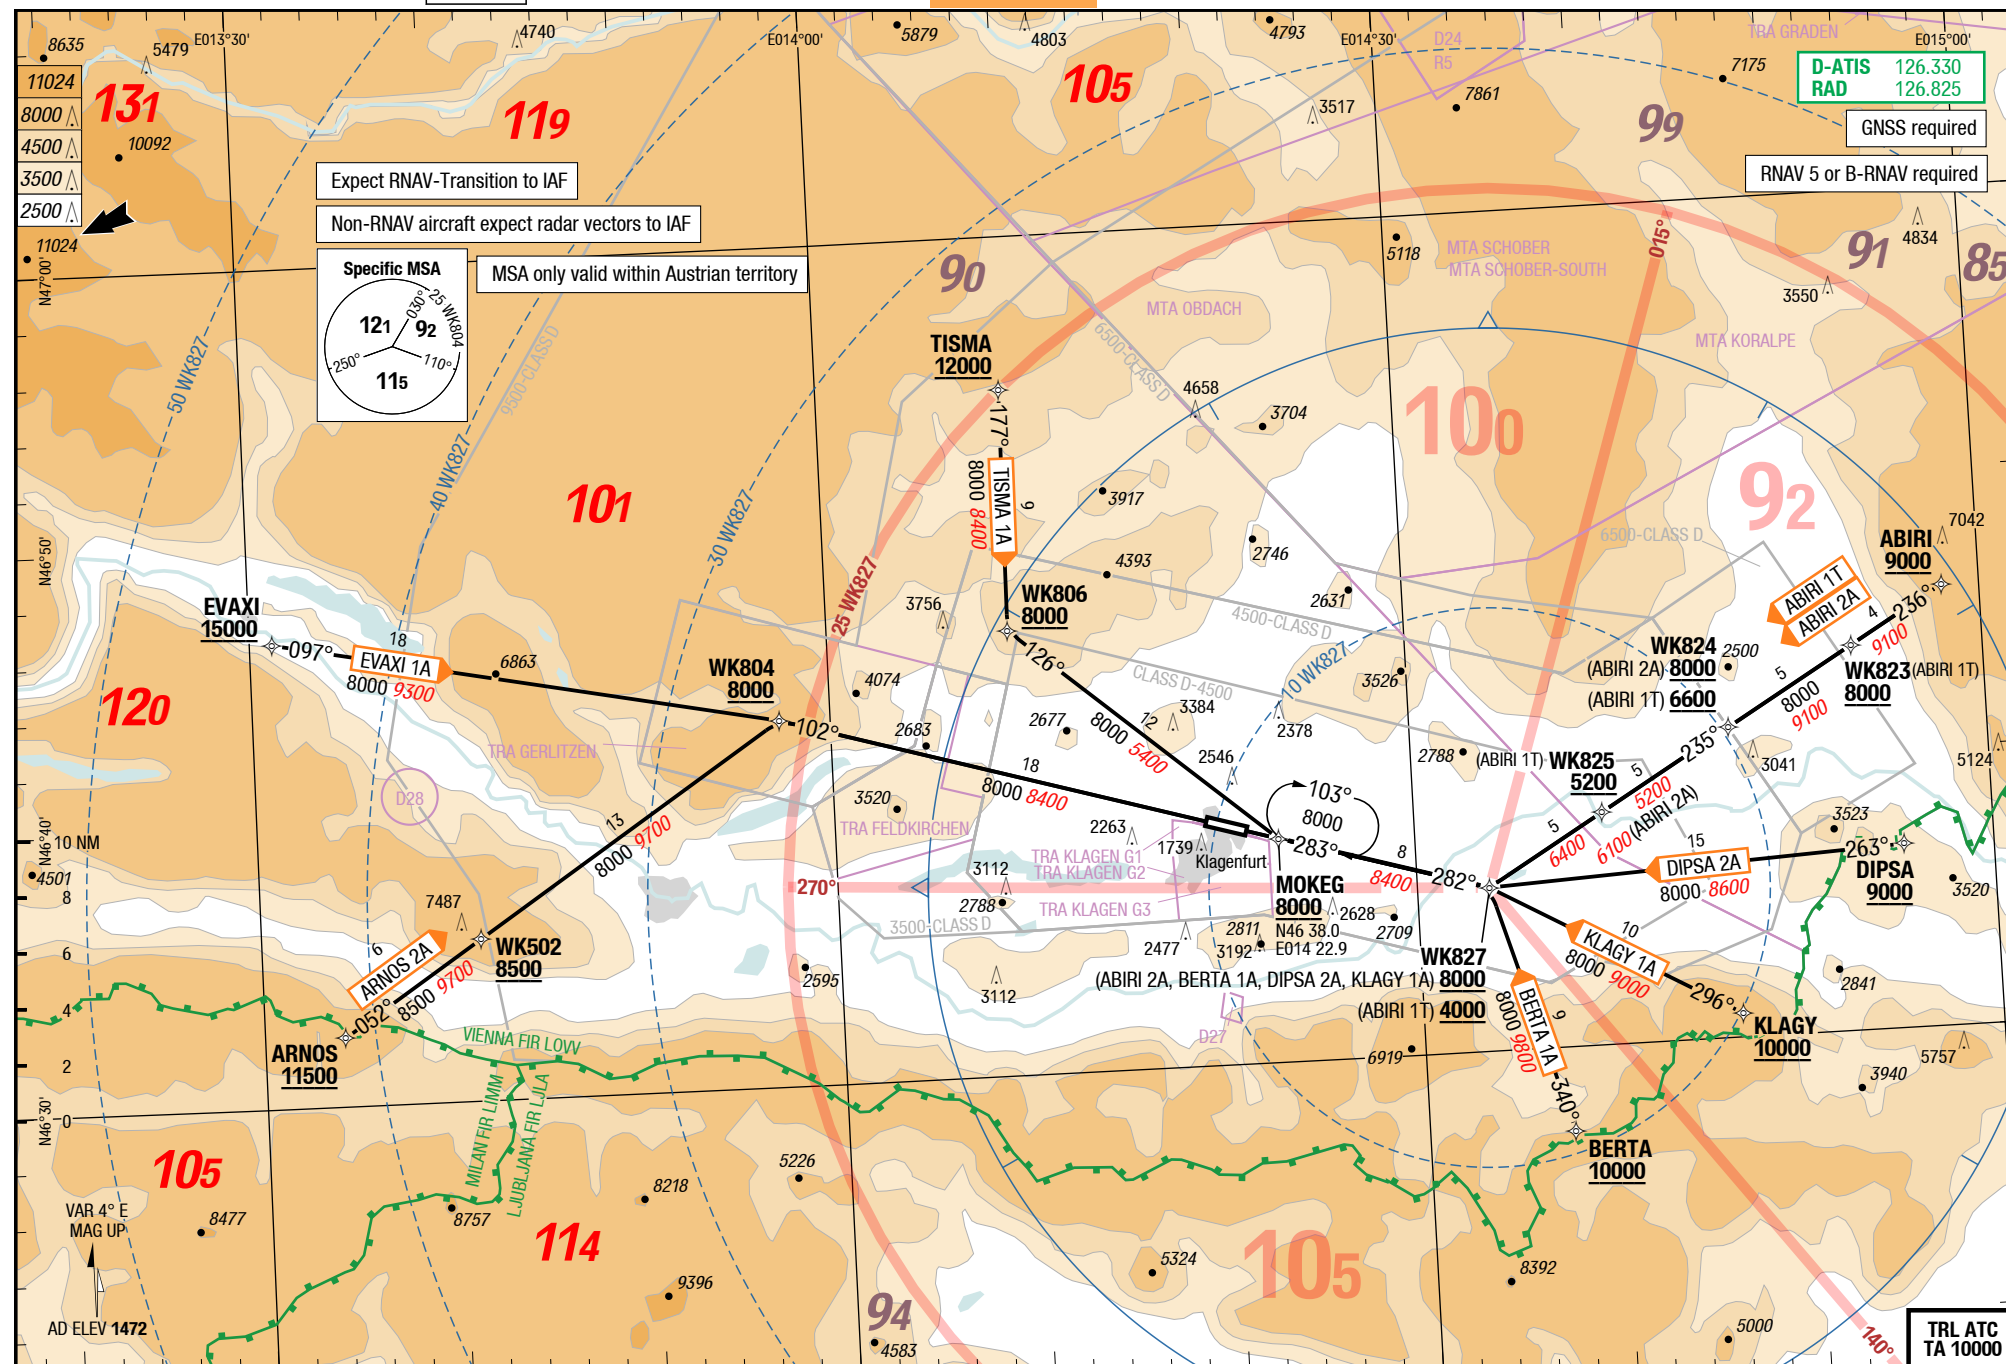 E013°30'
E014°00'
E014°30'
E015°00'
8635
5479
4740
5879
4803
4793
D24
R5
TRA GRADEN
7175
7861
3517
D-ATIS 126.330
RAD 126.825
GNSS required
RNAV 5 or B-RNAV required
11024
8000
4500
3500
2500
11024
131
10092
119
105
99
91
85
90
4834
3550
Expect RNAV-Transition to IAF
Non-RNAV aircraft expect radar vectors to IAF
MSA only valid within Austrian territory
Specific MSA
121
92
115
030°
25 WK804
110°
250°
N47°00'
50 WK827
40 WK827
30 WK827
25 WK827
10 WK827
9500-CLASS D
6500-CLASS D
MTA OBDACH
MTA SCHOBER
MTA SCHOBER-SOUTH
MTA KORALPE
5118
015°
TISMA
12000
177°
TISMA 1A
9
8000 8400
4658
3704
3917
4393
2746
2631
100
92
101
6500-CLASS D
7042
ABIRI
9000
236°
ABIRI 1T
ABIRI 2A
4
9100
WK823 (ABIRI 1T)
8000
N46°50'
EVAXI
15000
097°
18
EVAXI 1A
8000 9300
6863
WK804
8000
102°
3756
WK806
8000
126°
12
8000 5400
4500-CLASS D
CLASS D-4500
3526
WK824
(ABIRI 2A) 8000
(ABIRI 1T) 6600
2500
5
8000
9100
235°
3041
5124
120
4074
2683
2677
3384
2546
2378
2788
(ABIRI 1T) WK825
5200
5
5200
6100 (ABIRI 2A)
5
6400
TRA GERLITZEN
D28
18
8000 8400
3520
TRA FELDKIRCHEN
2263
1739
Klagenfurt
TRA KLAGEN G1
TRA KLAGEN G2
TRA KLAGEN G3
103°
8000
283°
8
8400
282°
MOKEG
8000
N46 38.0
E014 22.9
15
DIPSA 2A
8000 8600
263°
DIPSA
9000
3523
3520
N46°40'
10 NM
8
6
4
2
0
4501
13
8000 9700
7487
WK502
8500
6
ARNOS 2A
052°
8500 9700
ARNOS
11500
270°
3112
2788
3500-CLASS D
2595
3112
2477
2811
3192
2628
2709
WK827
(ABIRI 2A, BERTA 1A, DIPSA 2A, KLAGY 1A) 8000
(ABIRI 1T) 4000
D27
10
KLAGY 1A
8000 9000
296°
KLAGY
10000
2841
9
BERTA 1A
8000 9800
340°
BERTA
10000
6919
5757
3940
VIENNA FIR LOVV
MILAN FIR LIMM
LJUBLJANA FIR LJLA
N46°30'
105
8477
8757
8218
5226
114
9396
94
4583
5324
105
8392
5000
140°
VAR 4° E
MAG UP
AD ELEV 1472
TRL ATC
TA 10000